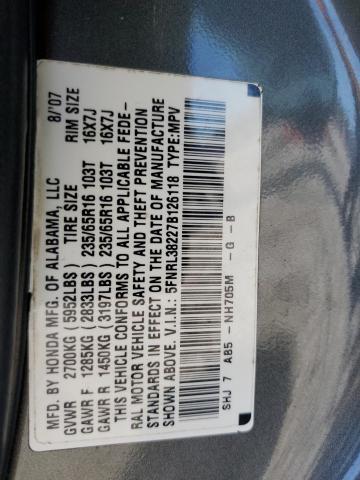 MFD. BY HONDA MFG. OF ALABAMA, LLC 8/'07
TIRE SIZE RIM SIZE
GVWR 2700KG (5952LBS)
GAWR F 1285KG (2833LBS) 235/65R16 103T 16X7J
GAWR R 1450KG (3197LBS) 235/65R16 103T 16X7J
THIS VEHICLE CONFORMS TO ALL APPLICABLE FEDE-
RAL MOTOR VEHICLE SAFETY AND THEFT PREVENTION
STANDARDS IN EFFECT ON THE DATE OF MANUFACTURE
SHOWN ABOVE. V.I.N.: 5FNRL38227B126118 TYPE:MPV
SHJ 7 AB5 -NH705M -G -B